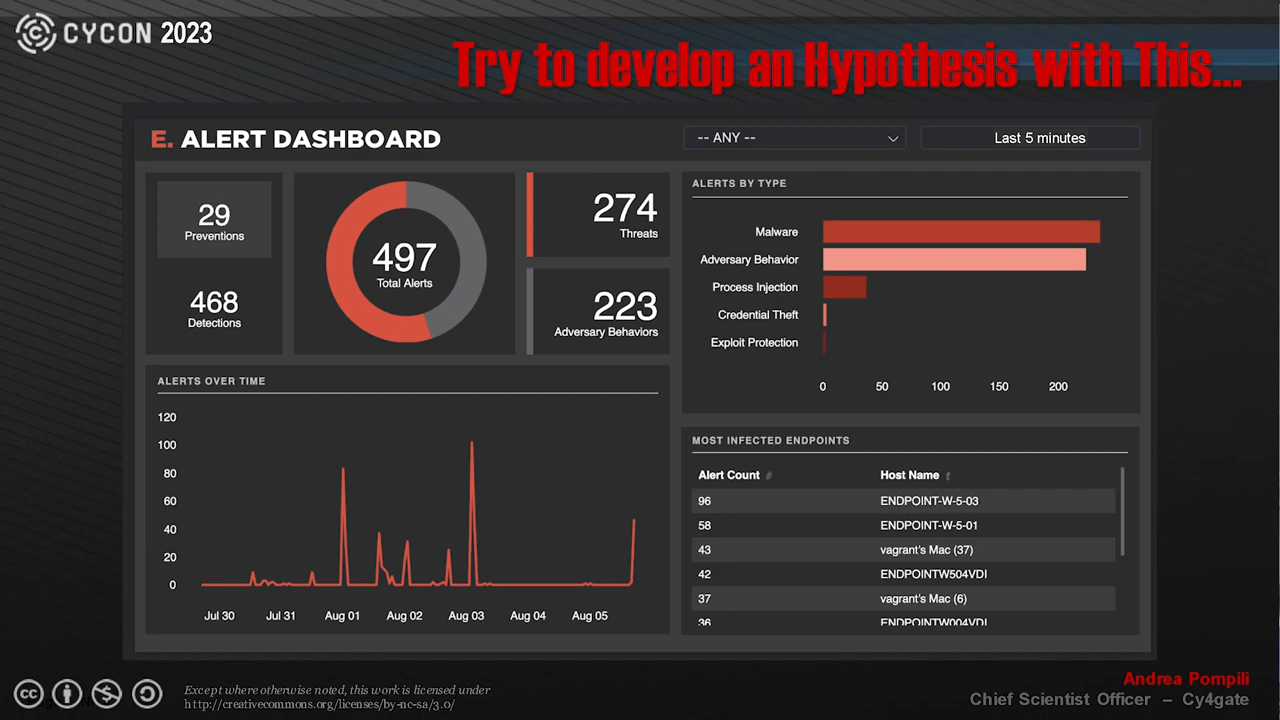 CYCON 2023
Try to develop an Hypothesis with This...
E. ALERT DASHBOARD
-- ANY --
Last 5 minutes
29
Preventions
468
Detections
497
Total Alerts
274
Threats
223
Adversary Behaviors
ALERTS BY TYPE
Malware
Adversary Behavior
Process Injection
Credential Theft
Exploit Protection
0 50 100 150 200
ALERTS OVER TIME
120
100
80
60
40
20
0
Jul 30 Jul 31 Aug 01 Aug 02 Aug 03 Aug 04 Aug 05
MOST INFECTED ENDPOINTS
Alert Count # Host Name t
96 ENDPOINT-W-5-03
58 ENDPOINT-W-5-01
43 vagrant's Mac (37)
42 ENDPOINTW504VDI
37 vagrant's Mac (6)
36 ENDPOINTW004VDI
cc
Except where otherwise noted, this work is licensed under
http://creativecommons.org/licenses/by-nc-sa/3.0/
Andrea Pompili
Chief Scientist Officer – Cy4gate